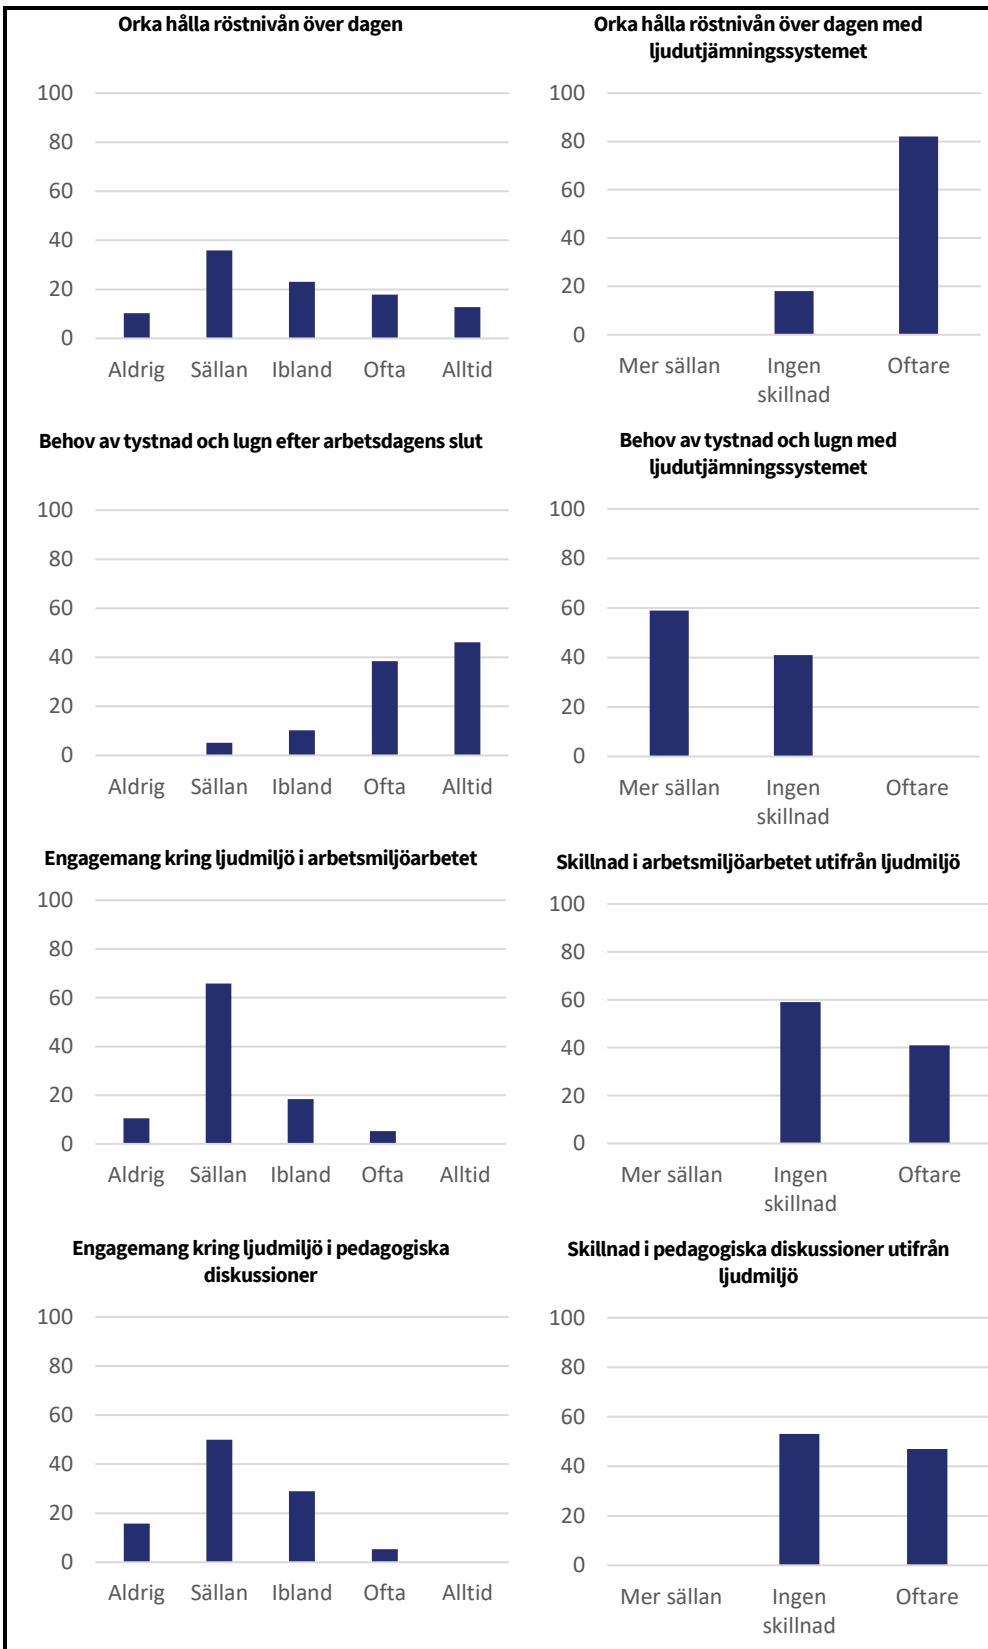 Orka hålla röstnivån över dagen
100
80
60
40
20
0
Aldrig Sällan Ibland Ofta Alltid
Orka hålla röstnivån över dagen med
ljudutjämningssystemet
100
80
60
40
20
0
Mer sällan Ingen Oftare
skillnad
Behov av tystnad och lugn efter arbetsdagens slut
100
80
60
40
20
0
Aldrig Sällan Ibland Ofta Alltid
Behov av tystnad och lugn med
ljudutjämningssystemet
100
80
60
40
20
0
Mer sällan Ingen Oftare
skillnad
Engagemang kring ljudmiljö i arbetsmiljöarbetet
100
80
60
40
20
0
Aldrig Sällan Ibland Ofta Alltid
Skillnad i arbetsmiljöarbetet utifrån ljudmiljö
100
80
60
40
20
0
Mer sällan Ingen Oftare
skillnad
Engagemang kring ljudmiljö i pedagogiska
diskussioner
100
80
60
40
20
0
Aldrig Sällan Ibland Ofta Alltid
Skillnad i pedagogiska diskussioner utifrån
ljudmiljö
100
80
60
40
20
0
Mer sällan Ingen Oftare
skillnad